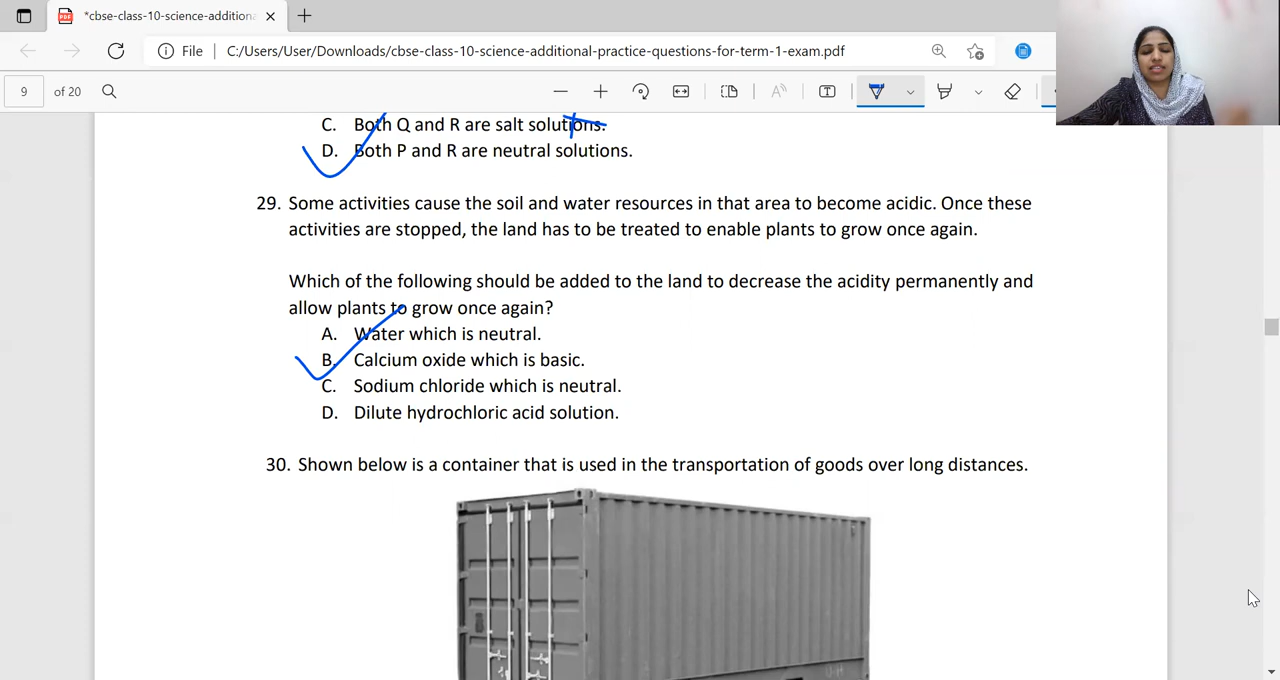 *cbse-class-10-science-additiona
File
C:/Users/User/Downloads/cbse-class-10-science-additional-practice-questions-for-term-1-exam.pdf
9 of 20
C. Both Q and R are salt solutions.
D. Both P and R are neutral solutions.
29. Some activities cause the soil and water resources in that area to become acidic. Once these
activities are stopped, the land has to be treated to enable plants to grow once again.
Which of the following should be added to the land to decrease the acidity permanently and
allow plants to grow once again?
A. Water which is neutral.
B. Calcium oxide which is basic.
C. Sodium chloride which is neutral.
D. Dilute hydrochloric acid solution.
30. Shown below is a container that is used in the transportation of goods over long distances.